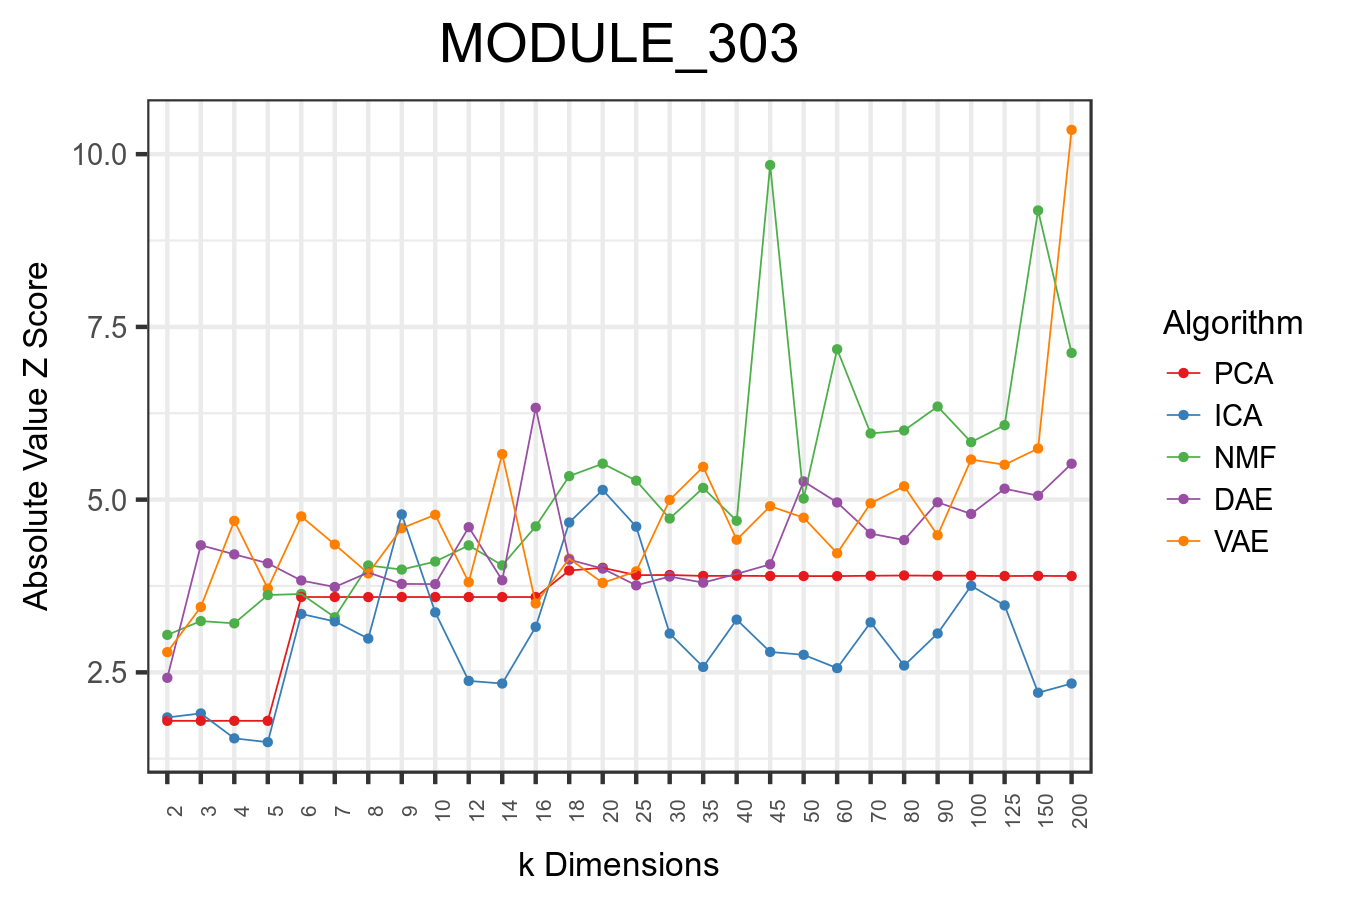 MODULE_303
Absolute Value Z Score
10.0
7.5
5.0
2.5
2 3 4 5 6 7 8 9 10 12 14 16 18 20 25 30 35 40 45 50 60 70 80 90 100 125 150 200
k Dimensions
Algorithm
PCA
ICA
NMF
DAE
VAE